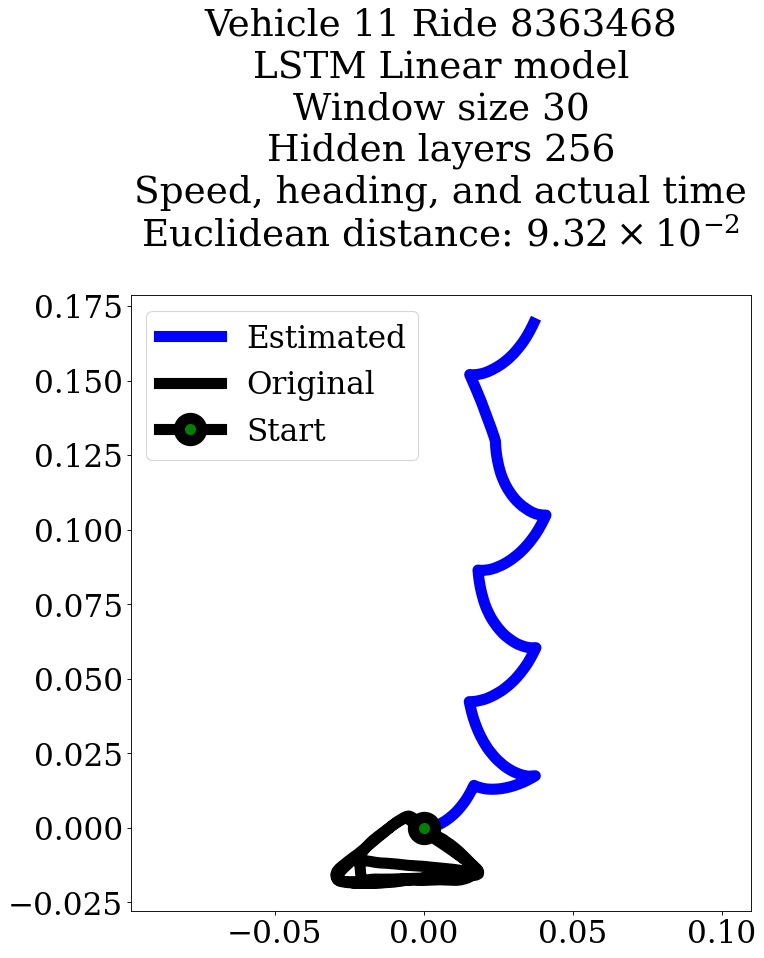 Vehicle 11 Ride 8363468
LSTM Linear model
Window size 30
Hidden layers 256
Speed, heading, and actual time
Euclidean distance: 9.32 × 10⁻²
0.175
0.150
0.125
0.100
0.075
0.050
0.025
0.000
−0.025
Estimated
Original
Start
−0.05 0.00 0.05 0.10